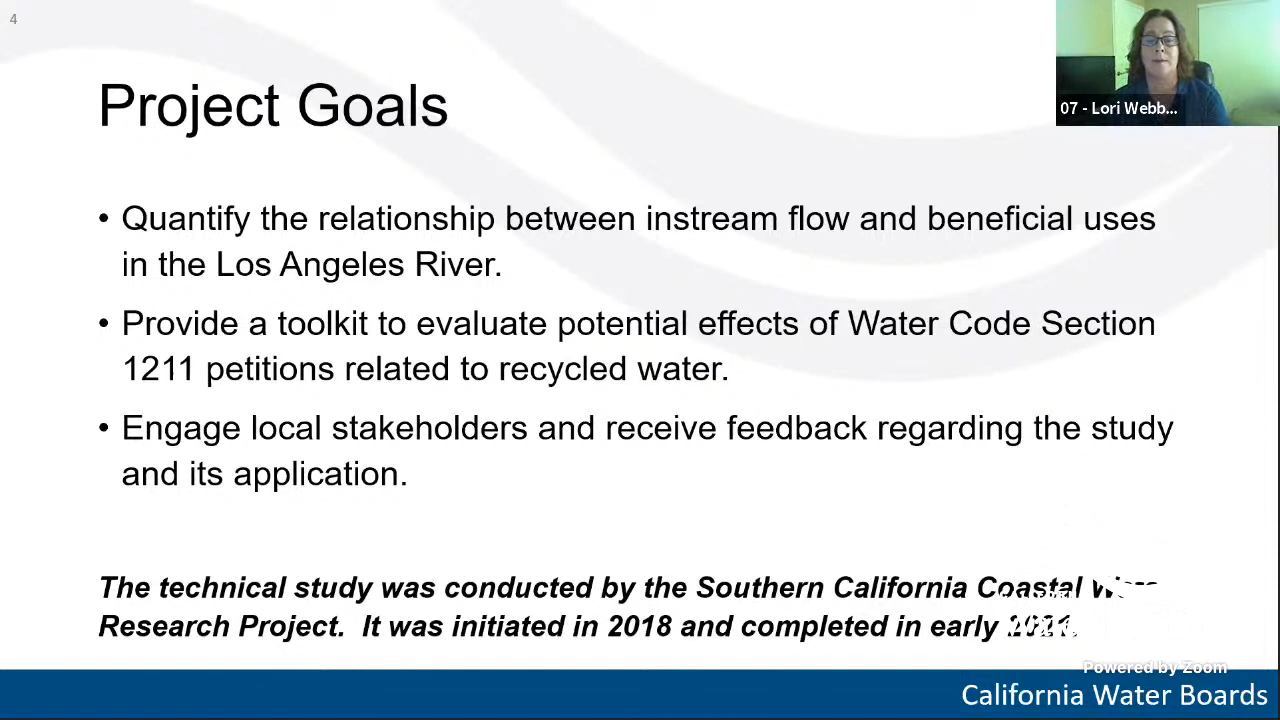 4
07 - Lori Webb...
Project Goals
• Quantify the relationship between instream flow and beneficial uses
in the Los Angeles River.
• Provide a toolkit to evaluate potential effects of Water Code Section
1211 petitions related to recycled water.
• Engage local stakeholders and receive feedback regarding the study
and its application.
The technical study was conducted by the Southern California Coastal
Research Project. It was initiated in 2018 and completed in early
Powered by Zoom
California Water Boards